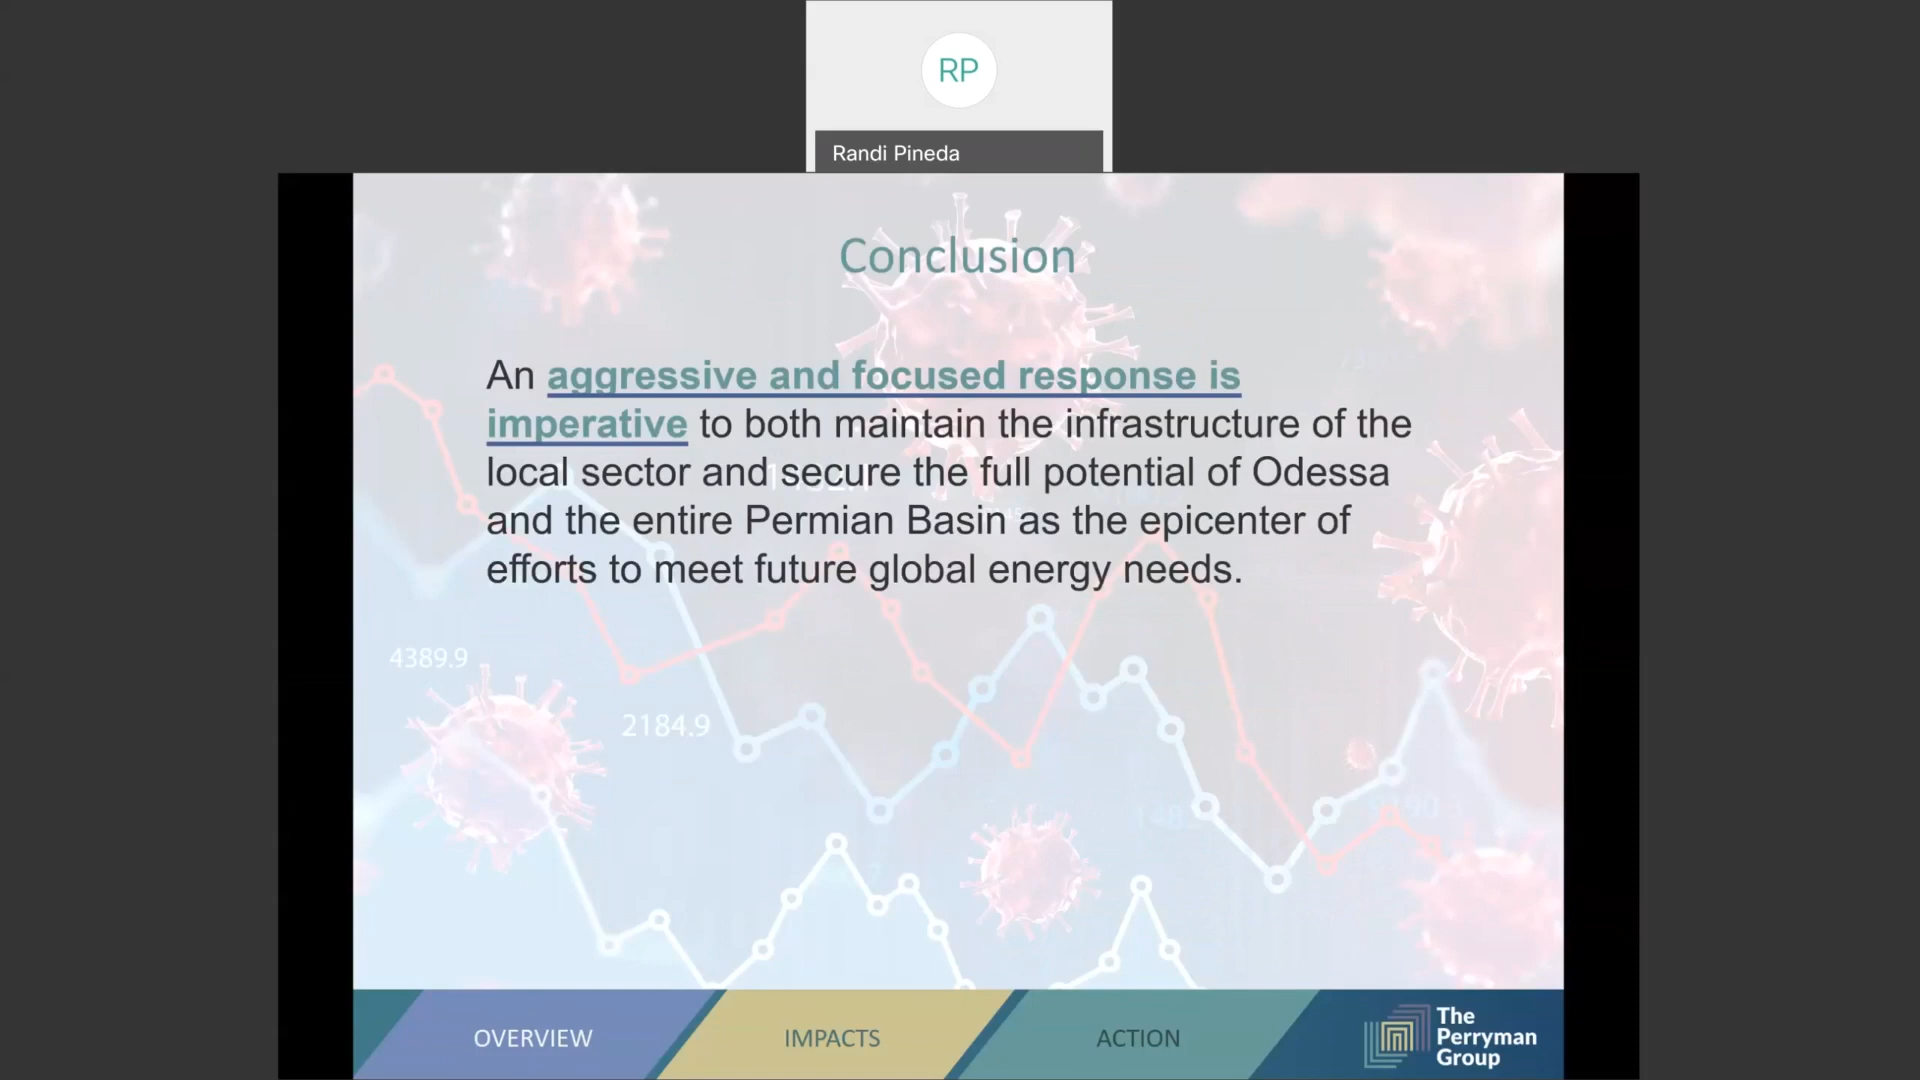 RP
Randi Pineda
Conclusion
An aggressive and focused response is
imperative to both maintain the infrastructure of the
local sector and secure the full potential of Odessa
and the entire Permian Basin as the epicenter of
efforts to meet future global energy needs.
4389.9
2184.9
OVERVIEW
IMPACTS
ACTION
The
Perryman
Group